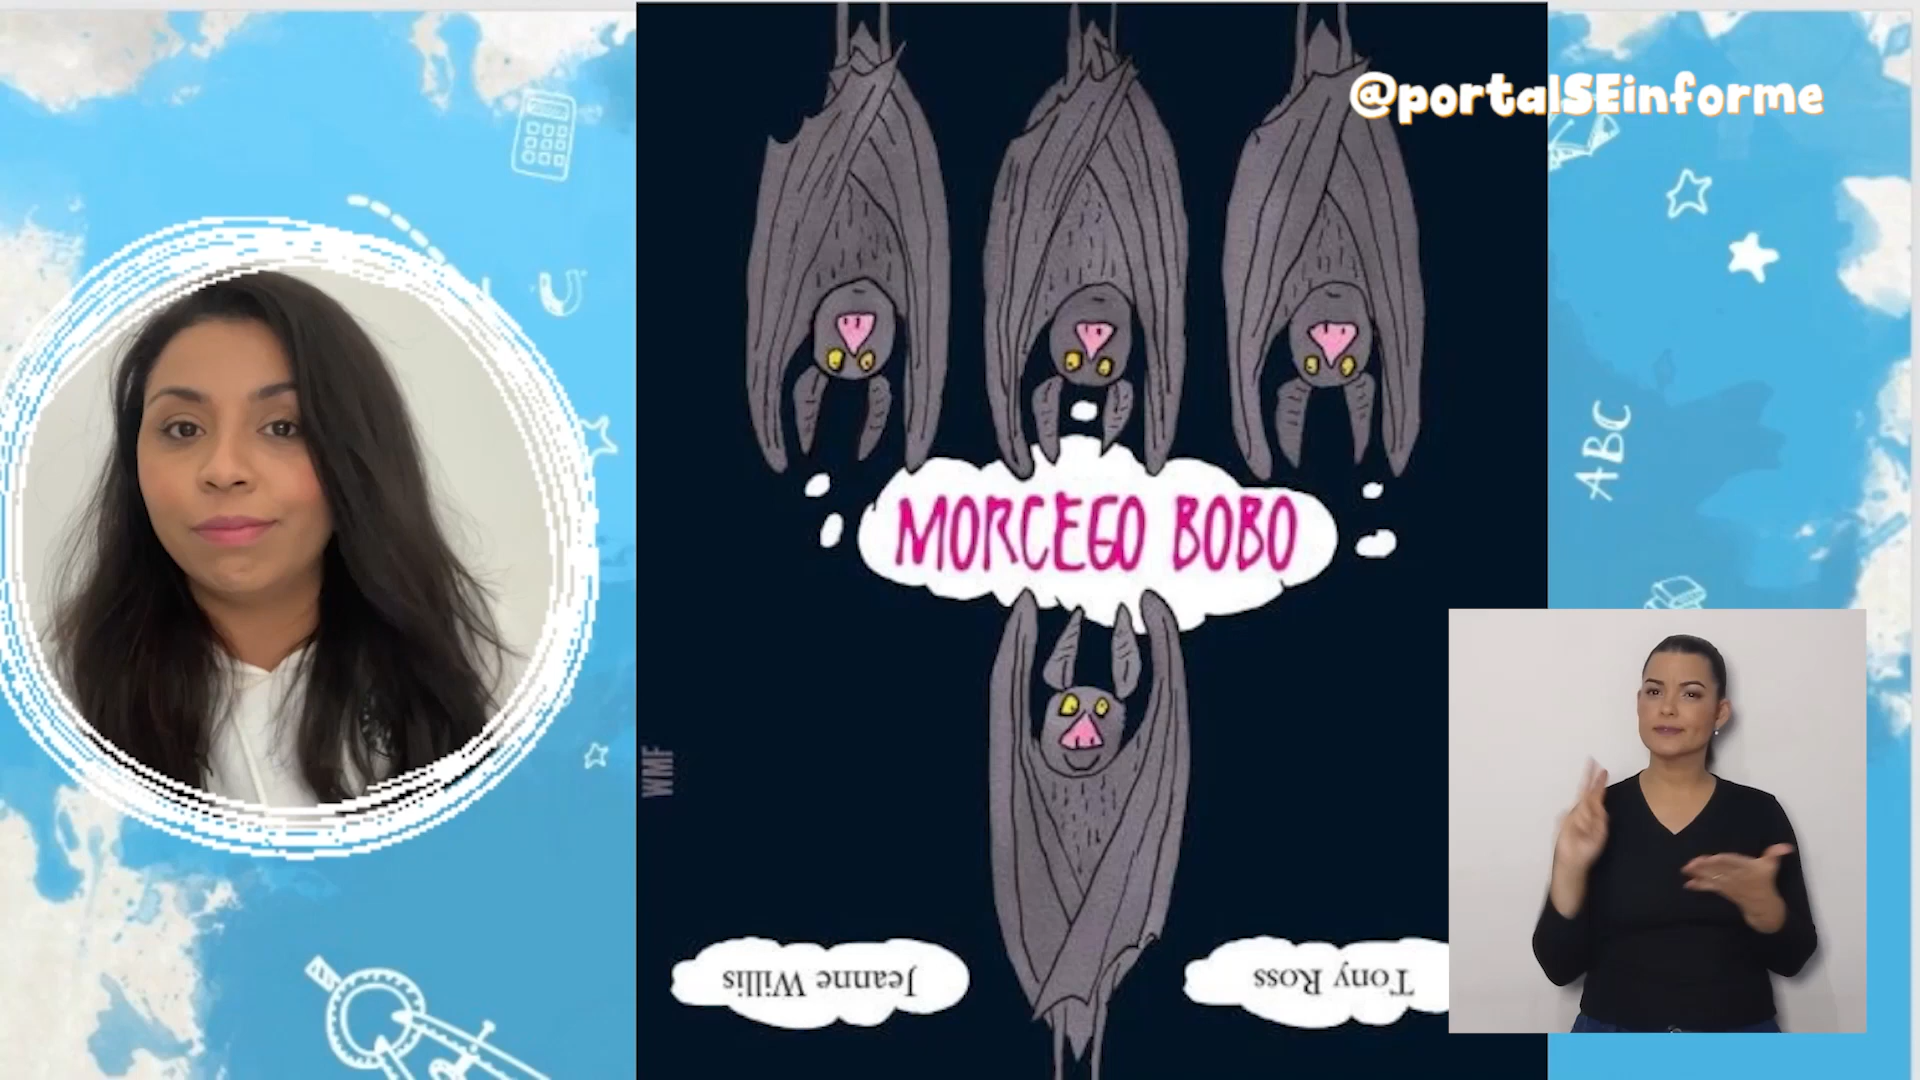 @portalSEinforme
MORCEGO BOBO
ABC
WMF
Jeanne Willis
Tony Ross